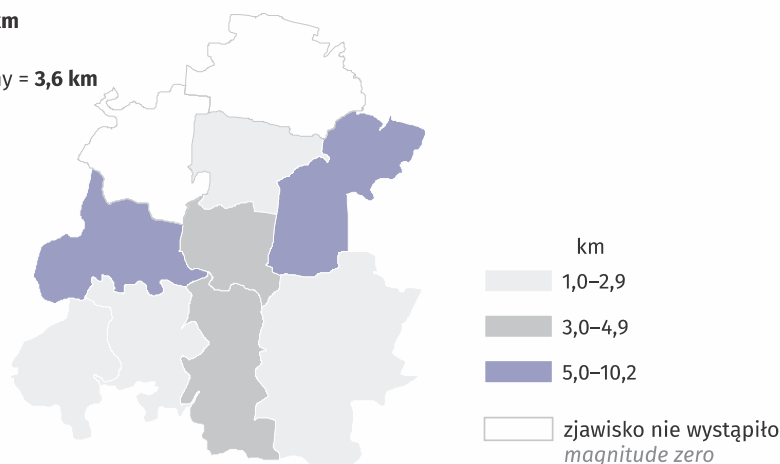 km
ny = 3,6 km
km
1,0–2,9
3,0–4,9
5,0–10,2
zjawisko nie wystąpiło
magnitude zero